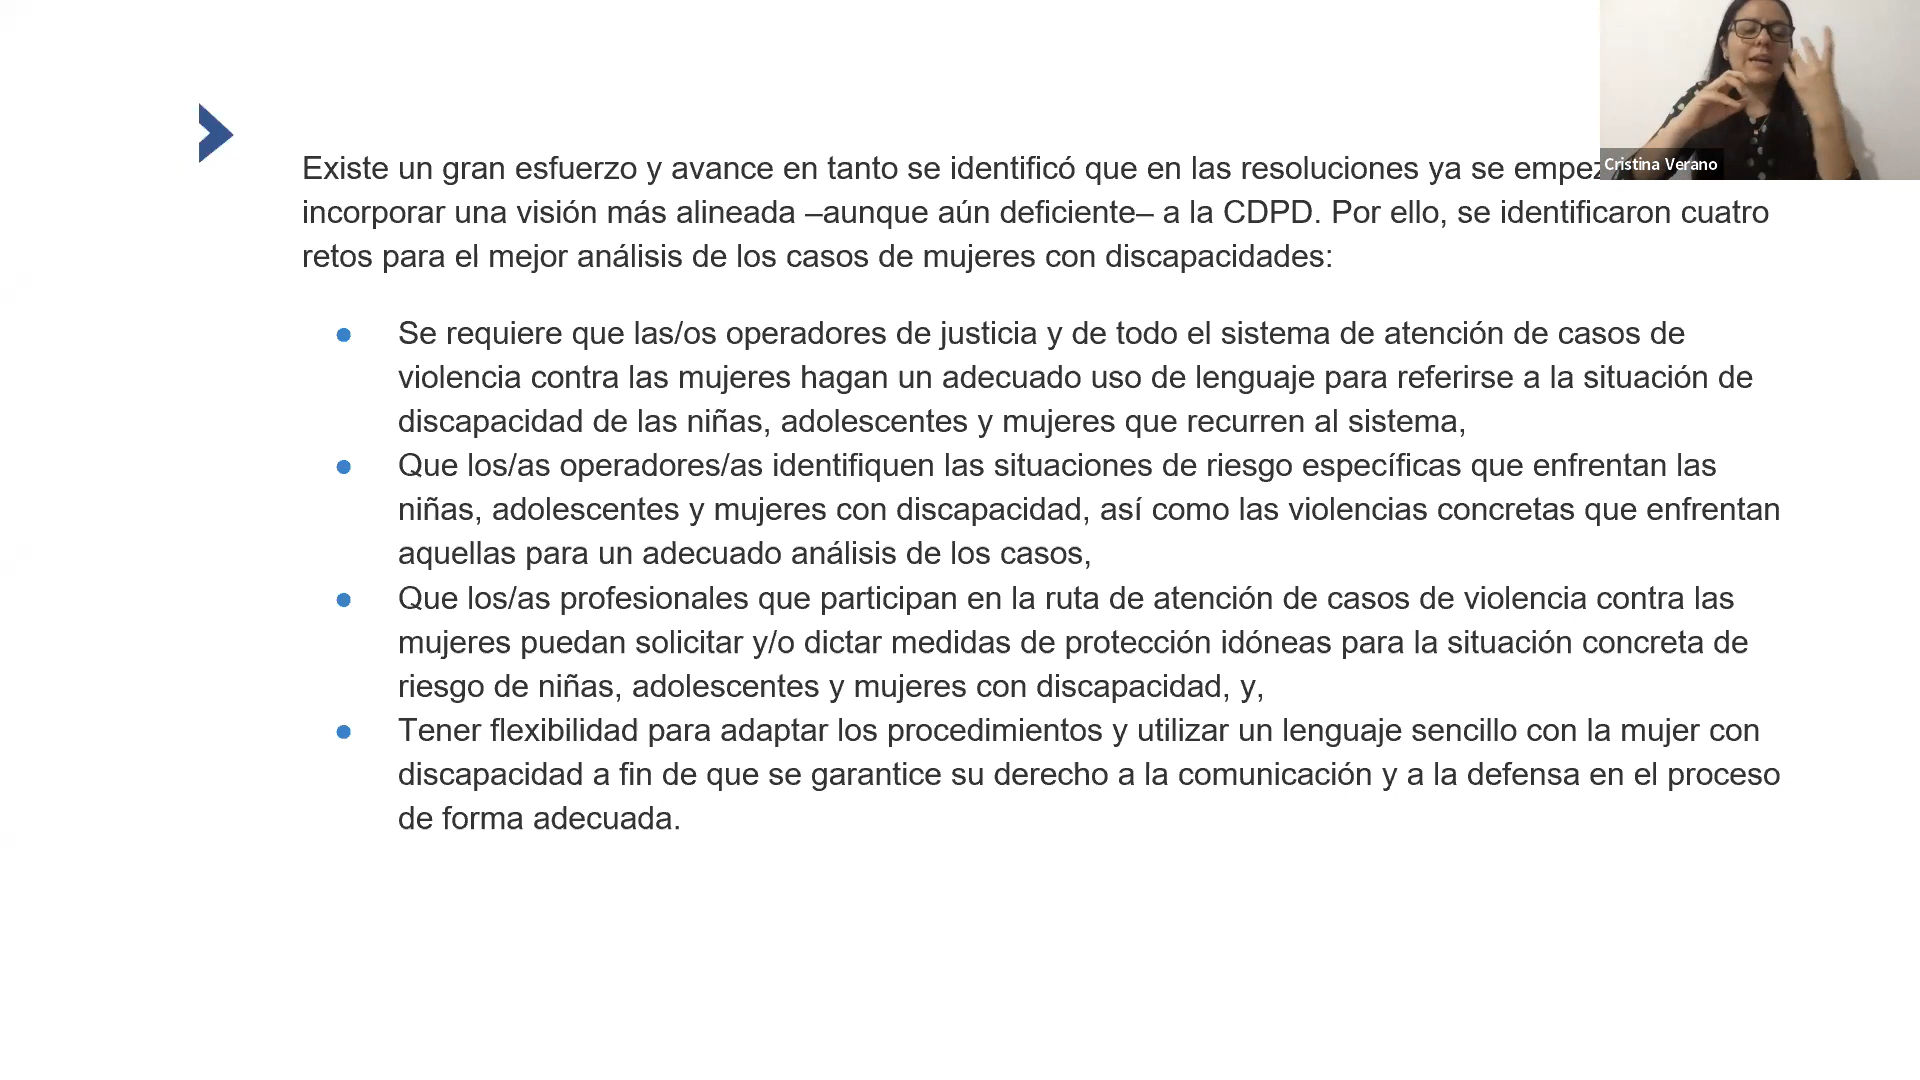 Existe un gran esfuerzo y avance en tanto se identificó que en las resoluciones ya se
incorporar una visión más alineada –aunque aún deficiente– a la CDPD. Por ello, se identificaron cuatro
retos para el mejor análisis de los casos de mujeres con discapacidades:
Se requiere que las/os operadores de justicia y de todo el sistema de atención de casos de
violencia contra las mujeres hagan un adecuado uso de lenguaje para referirse a la situación de
discapacidad de las niñas, adolescentes y mujeres que recurren al sistema,
Que los/as operadores/as identifiquen las situaciones de riesgo específicas que enfrentan las
niñas, adolescentes y mujeres con discapacidad, así como las violencias concretas que enfrentan
aquellas para un adecuado análisis de los casos,
Que los/as profesionales que participan en la ruta de atención de casos de violencia contra las
mujeres puedan solicitar y/o dictar medidas de protección idóneas para la situación concreta de
riesgo de niñas, adolescentes y mujeres con discapacidad, y,
Tener flexibilidad para adaptar los procedimientos y utilizar un lenguaje sencillo con la mujer con
discapacidad a fin de que se garantice su derecho a la comunicación y a la defensa en el proceso
de forma adecuada.
Cristina Verano